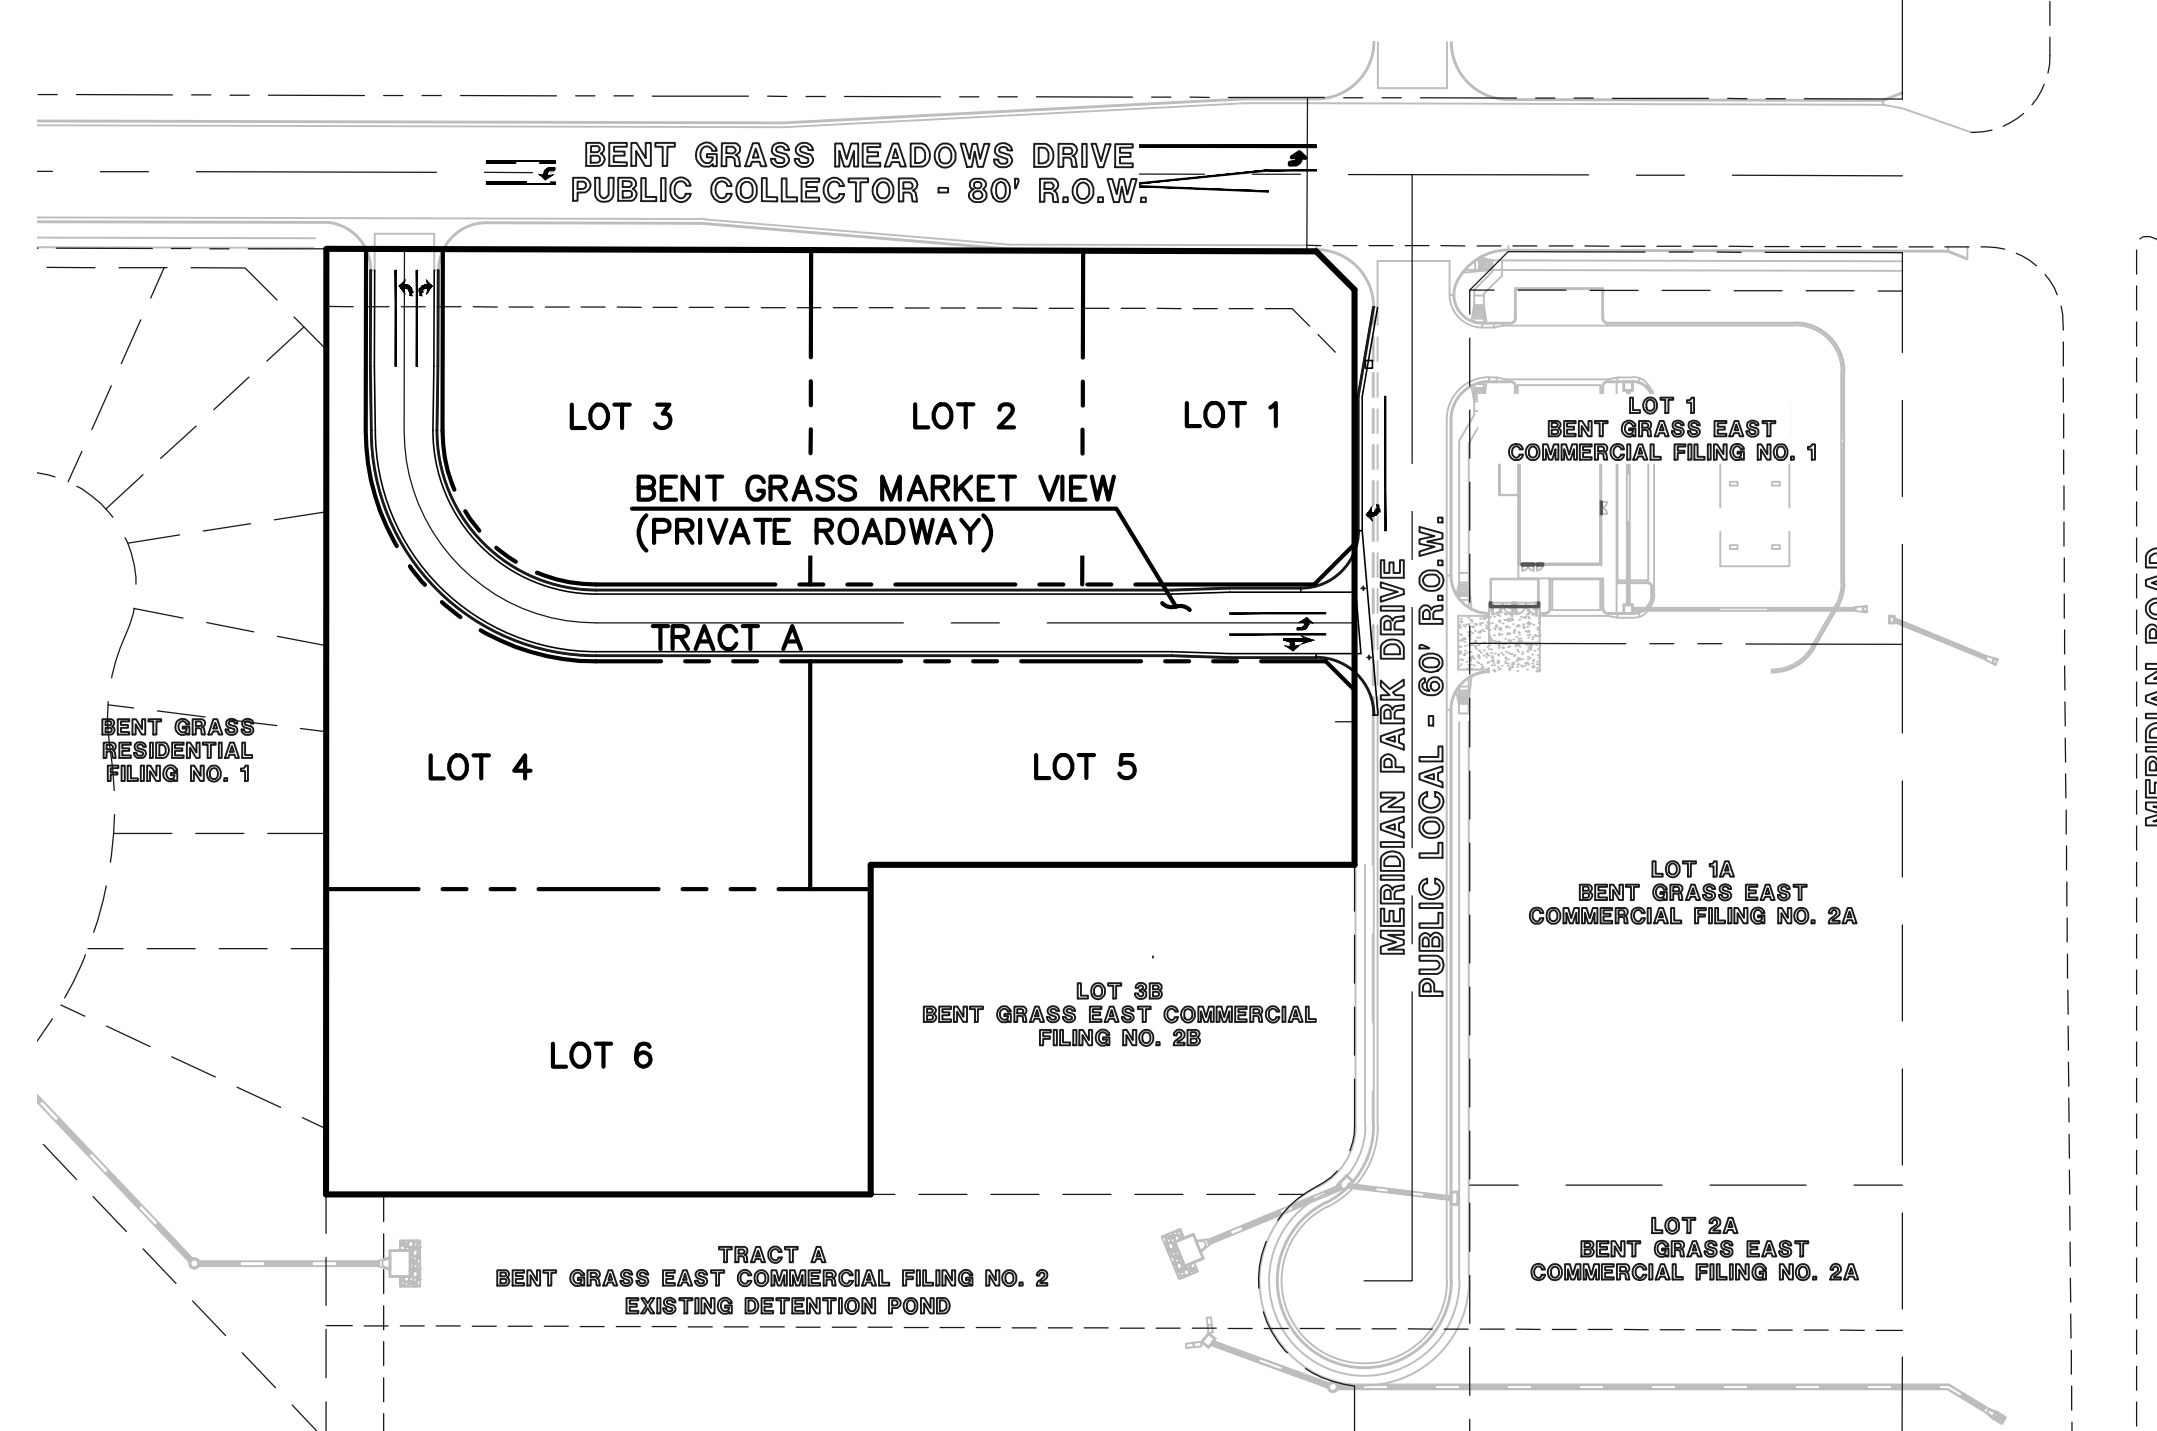 BENT GRASS MEADOWS DRIVE
PUBLIC COLLECTOR - 80' R.O.W.
LOT 3
LOT 2
LOT 1
LOT 1
BENT GRASS EAST
COMMERCIAL FILING NO. 1
BENT GRASS MARKET VIEW
(PRIVATE ROADWAY)
TRACT A
MERIDIAN PARK DRIVE
PUBLIC LOCAL - 60' R.O.W.
MERIDIAN ROAD
BENT GRASS
RESIDENTIAL
FILING NO. 1
LOT 4
LOT 5
LOT 1A
BENT GRASS EAST
COMMERCIAL FILING NO. 2A
LOT 3B
BENT GRASS EAST COMMERCIAL
FILING NO. 2B
LOT 6
TRACT A
BENT GRASS EAST COMMERCIAL FILING NO. 2
EXISTING DETENTION POND
LOT 2A
BENT GRASS EAST
COMMERCIAL FILING NO. 2A